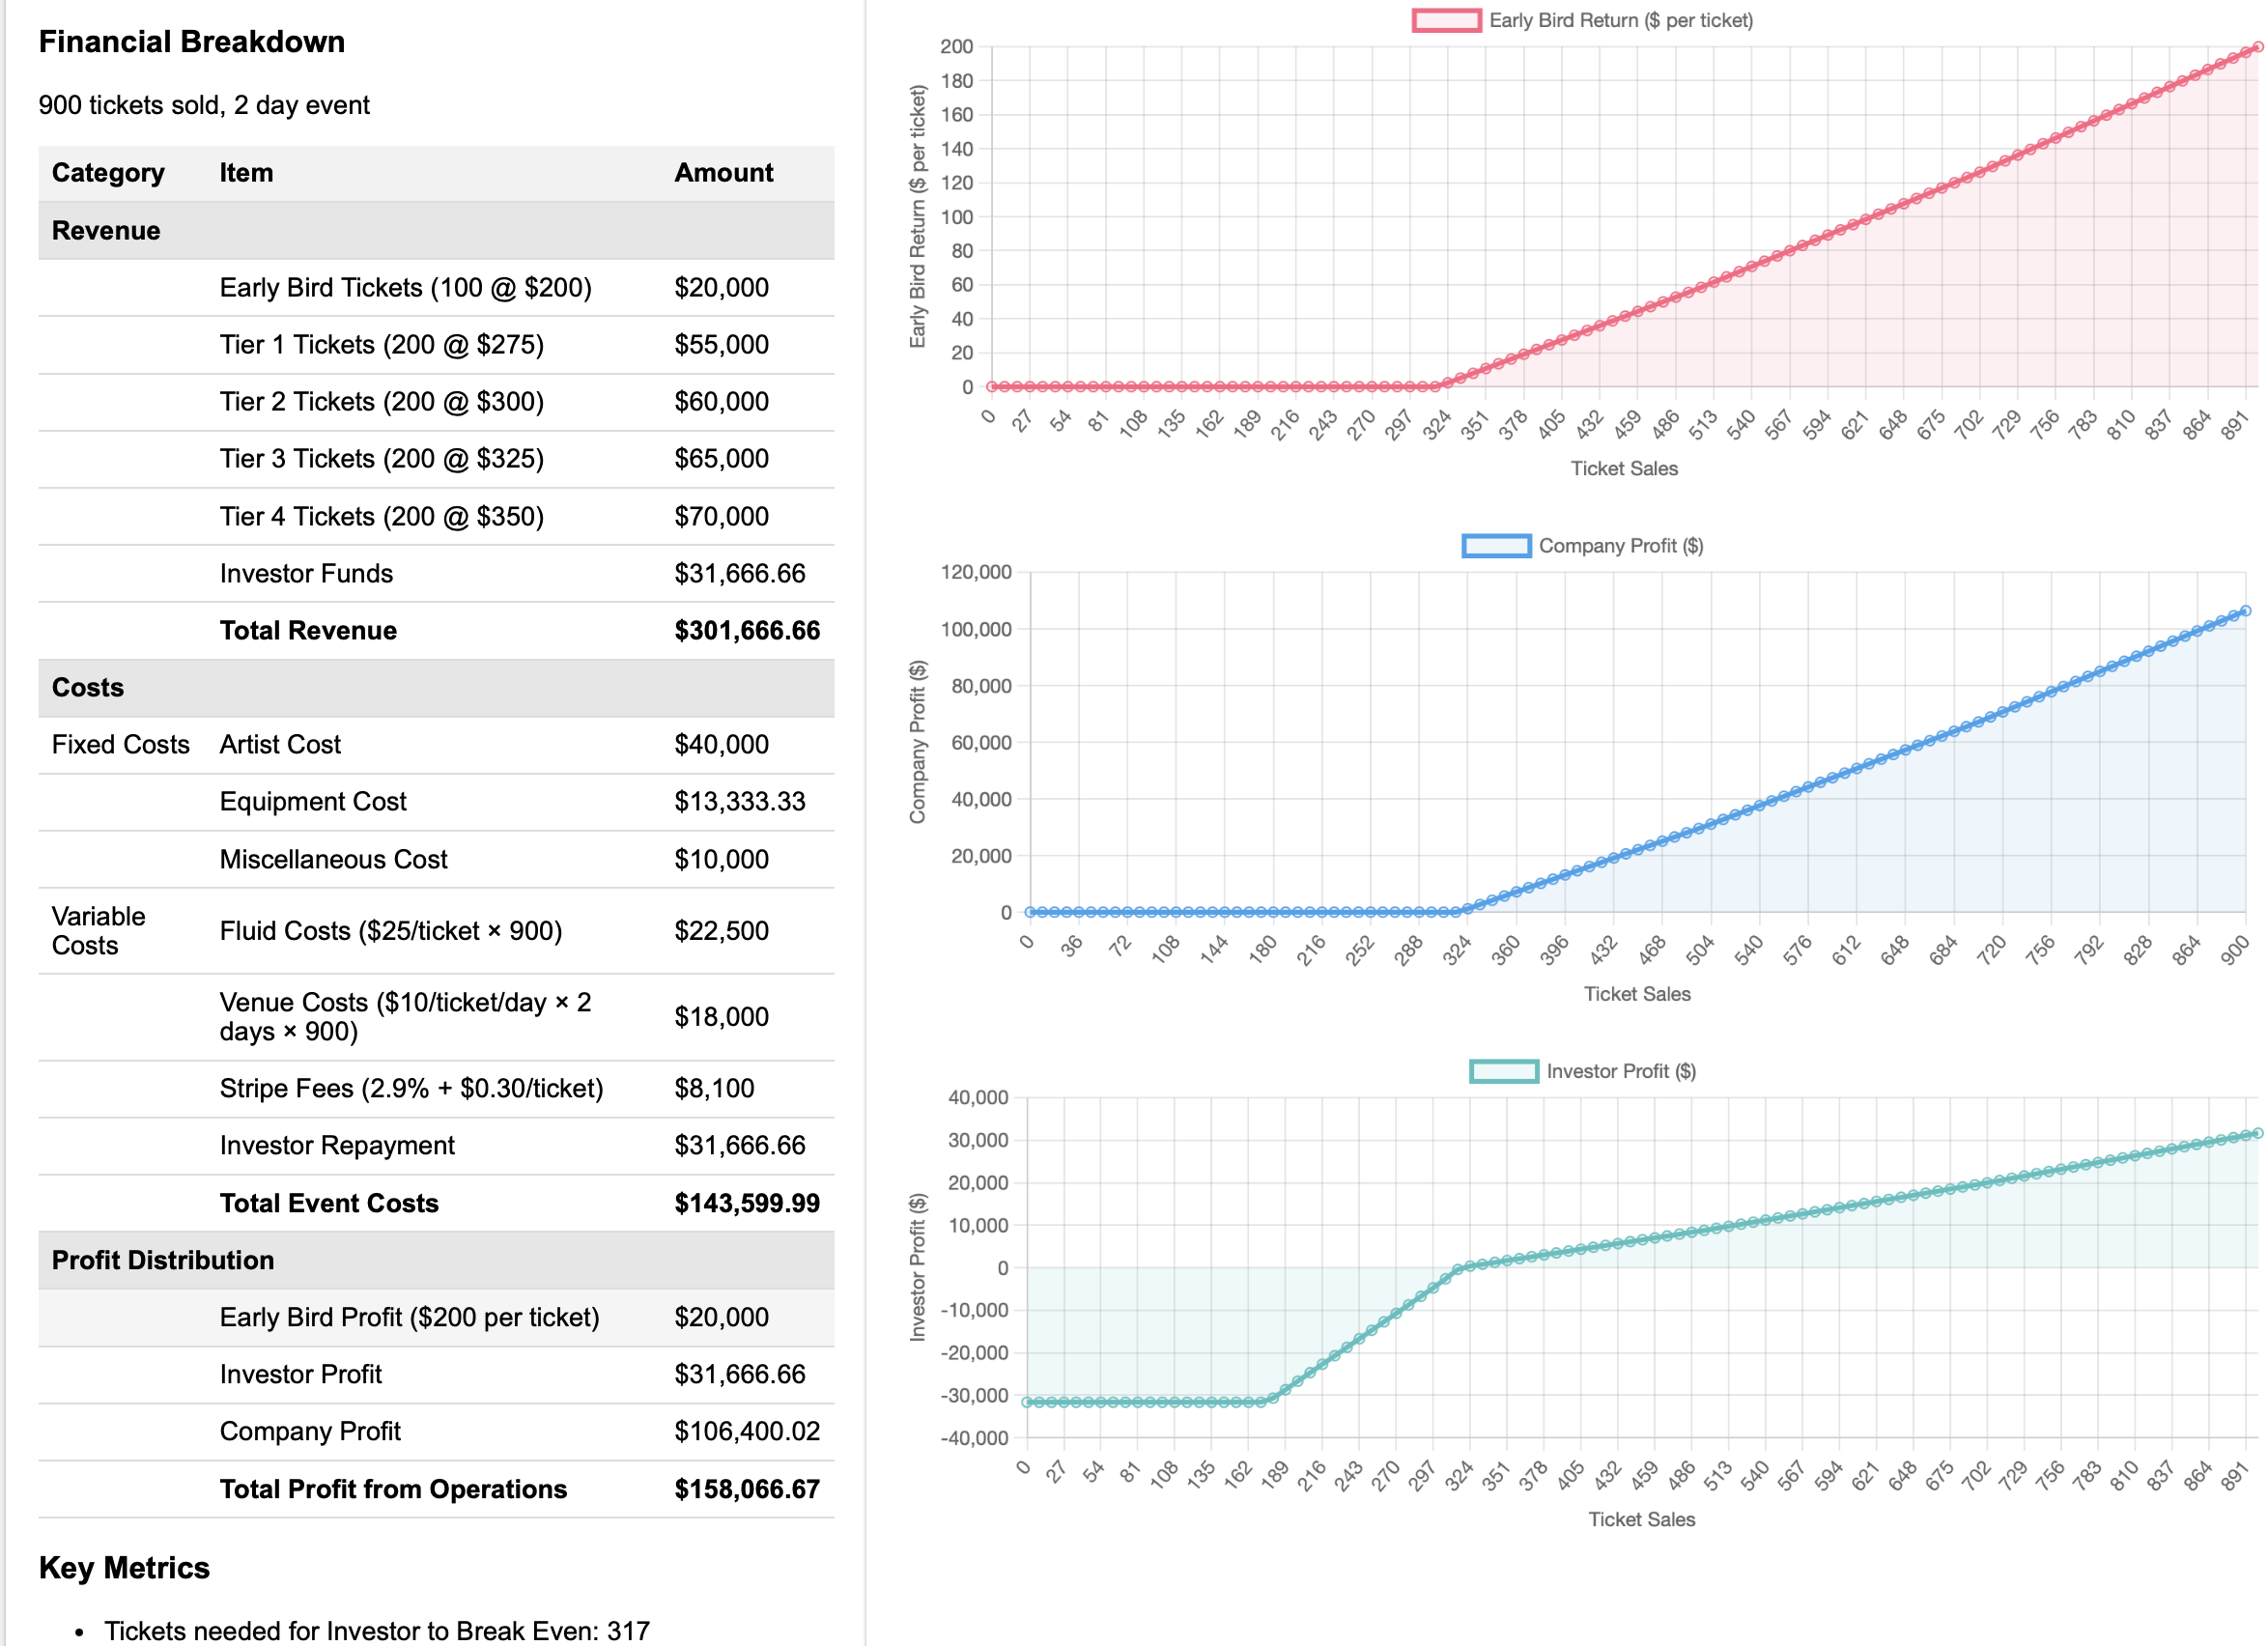 Financial Breakdown
900 tickets sold, 2 day event
Category Item Amount
Revenue
Early Bird Tickets (100 @ $200) $20,000
Tier 1 Tickets (200 @ $275) $55,000
Tier 2 Tickets (200 @ $300) $60,000
Tier 3 Tickets (200 @ $325) $65,000
Tier 4 Tickets (200 @ $350) $70,000
Investor Funds $31,666.66
Total Revenue $301,666.66
Costs
Fixed Costs Artist Cost $40,000
Equipment Cost $13,333.33
Miscellaneous Cost $10,000
Variable
Costs
Fluid Costs ($25/ticket × 900) $22,500
Venue Costs ($10/ticket/day × 2
days × 900)
$18,000
Stripe Fees (2.9% + $0.30/ticket) $8,100
Investor Repayment $31,666.66
Total Event Costs $143,599.99
Profit Distribution
Early Bird Profit ($200 per ticket) $20,000
Investor Profit $31,666.66
Company Profit $106,400.02
Total Profit from Operations $158,066.67
Key Metrics
• Tickets needed for Investor to Break Even: 317
Early Bird Return ($ per ticket)
Early Bird Return ($ per ticket)
200
180
160
140
120
100
80
60
40
20
0
0 27 54 81 108 135 162 189 216 243 270 297 324 351 378 405 432 459 486 513 540 567 594 621 648 675 702 729 756 783 810 837 864 891
Ticket Sales
Company Profit ($)
Company Profit ($)
120,000
100,000
80,000
60,000
40,000
20,000
0
0 36 72 108 144 180 216 252 288 324 360 396 432 468 504 540 576 612 648 684 720 756 792 828 864 900
Ticket Sales
Investor Profit ($)
Investor Profit ($)
40,000
30,000
20,000
10,000
0
-10,000
-20,000
-30,000
-40,000
0 27 54 81 108 135 162 189 216 243 270 297 324 351 378 405 432 459 486 513 540 567 594 621 648 675 702 729 756 783 810 837 864 891
Ticket Sales